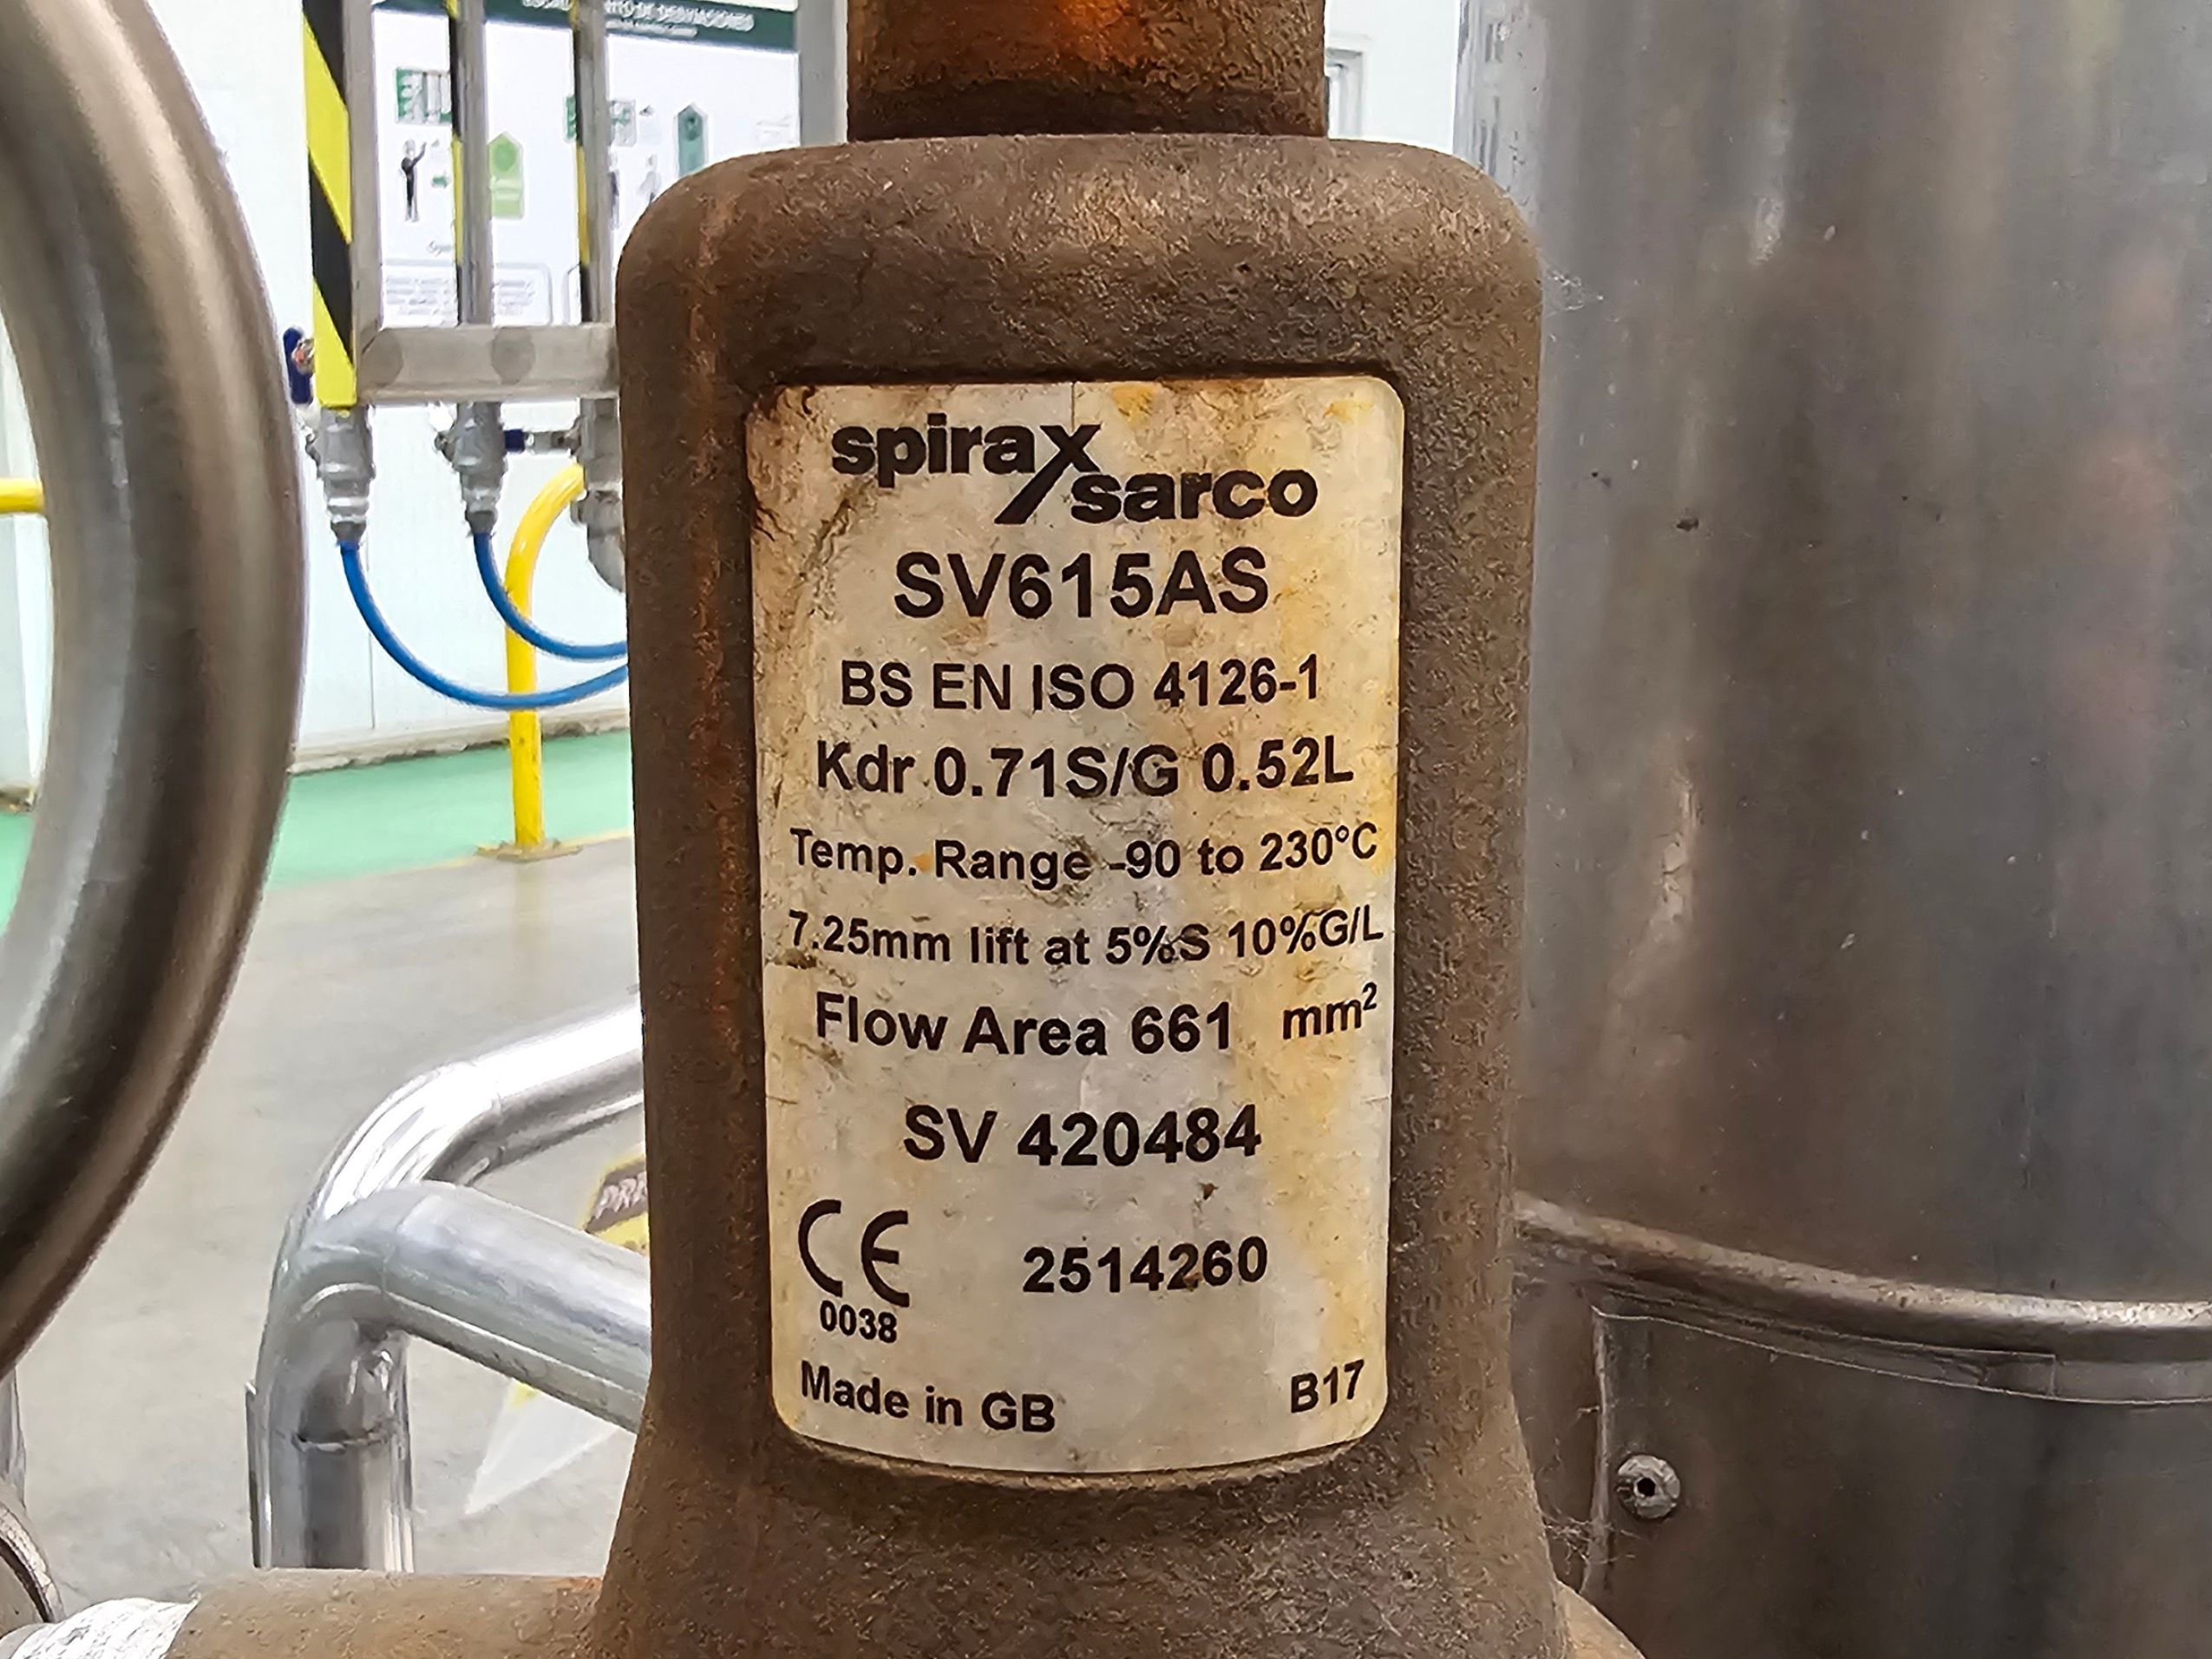 spirax
sarco
SV615AS
BS EN ISO 4126-1
Kdr 0.71S/G 0.52L
Temp. Range -90 to 230°C
7.25mm lift at 5%S 10%G/L
Flow Area 661 mm²
SV 420484
CE 2514260
0038
Made in GB B17